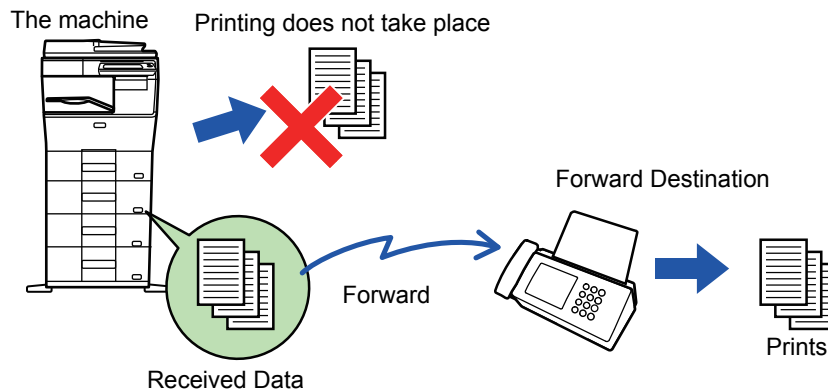 The machine
Printing does not take place
Forward Destination
Forward
Prints
Received Data